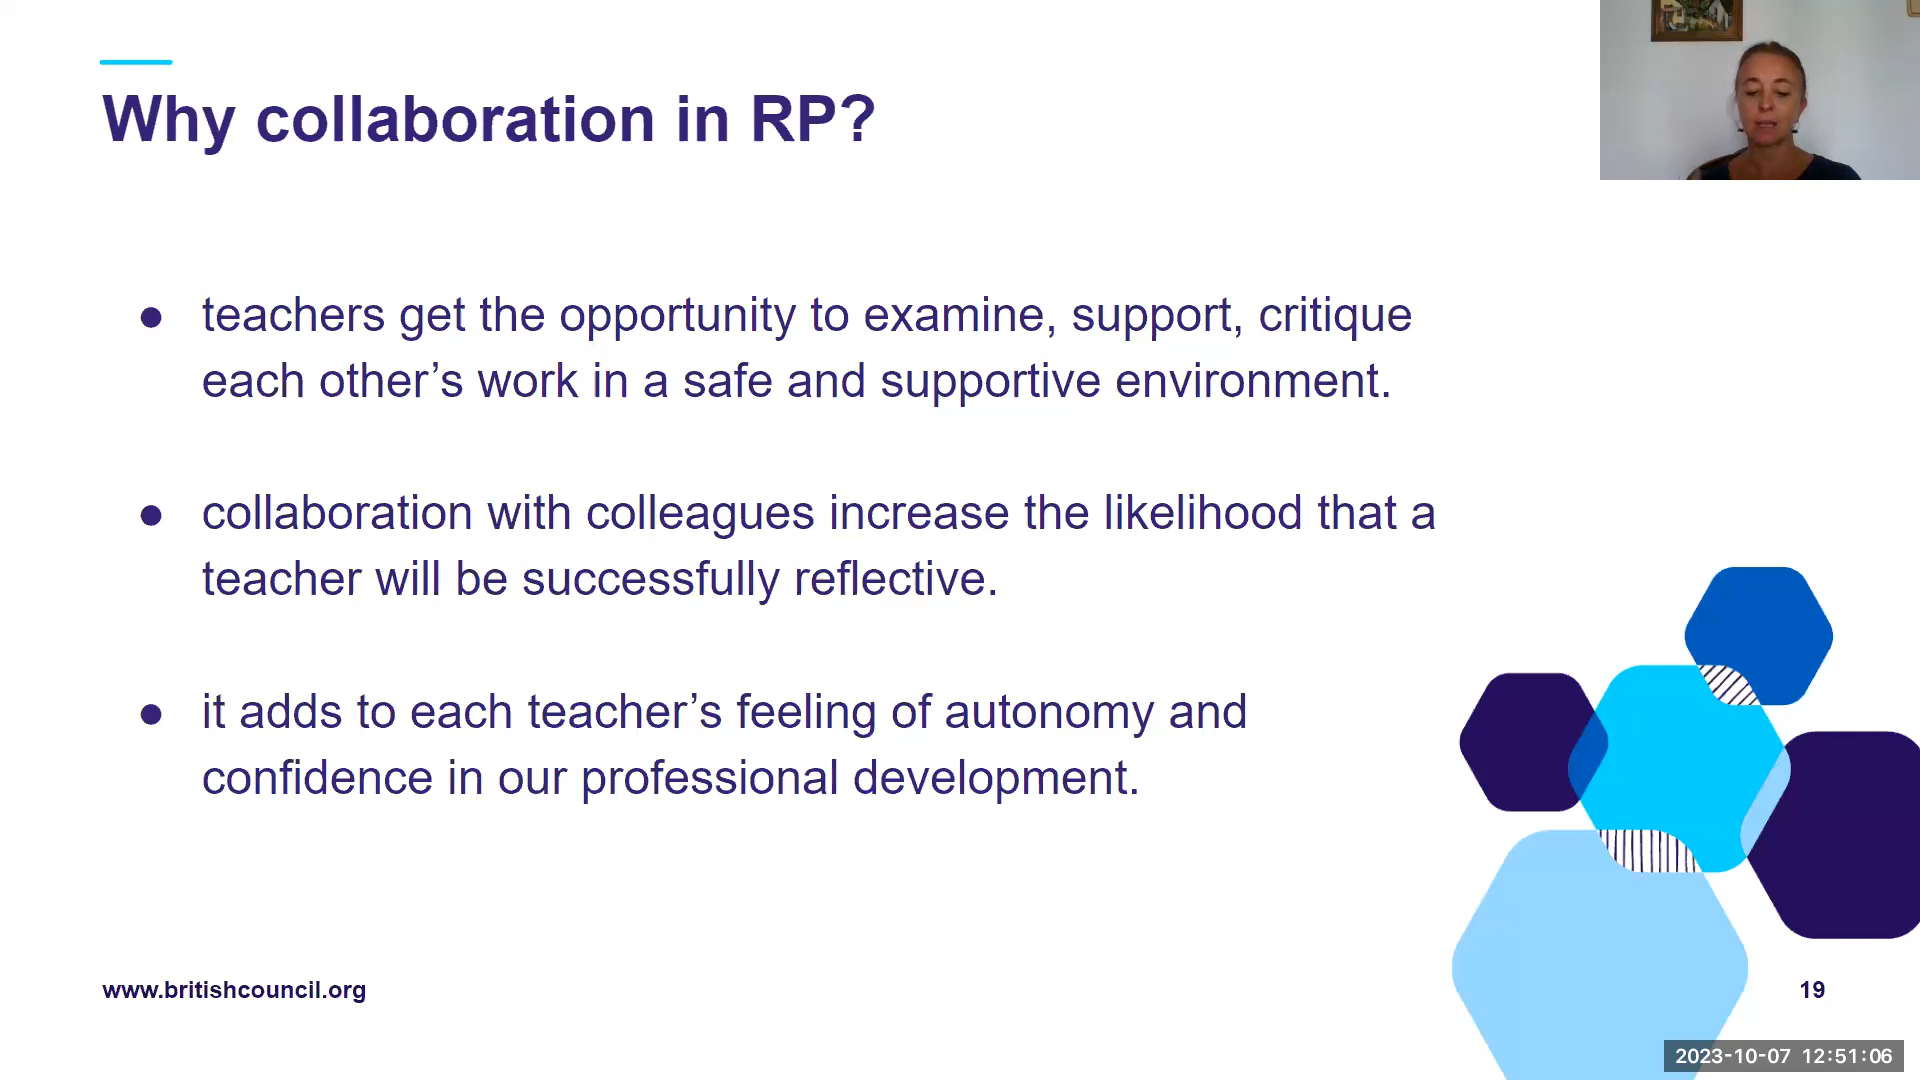 Why collaboration in RP?
● teachers get the opportunity to examine, support, critique
each other’s work in a safe and supportive environment.
● collaboration with colleagues increase the likelihood that a
teacher will be successfully reflective.
● it adds to each teacher’s feeling of autonomy and
confidence in our professional development.
www.britishcouncil.org
19
2023-10-07 12:51:06